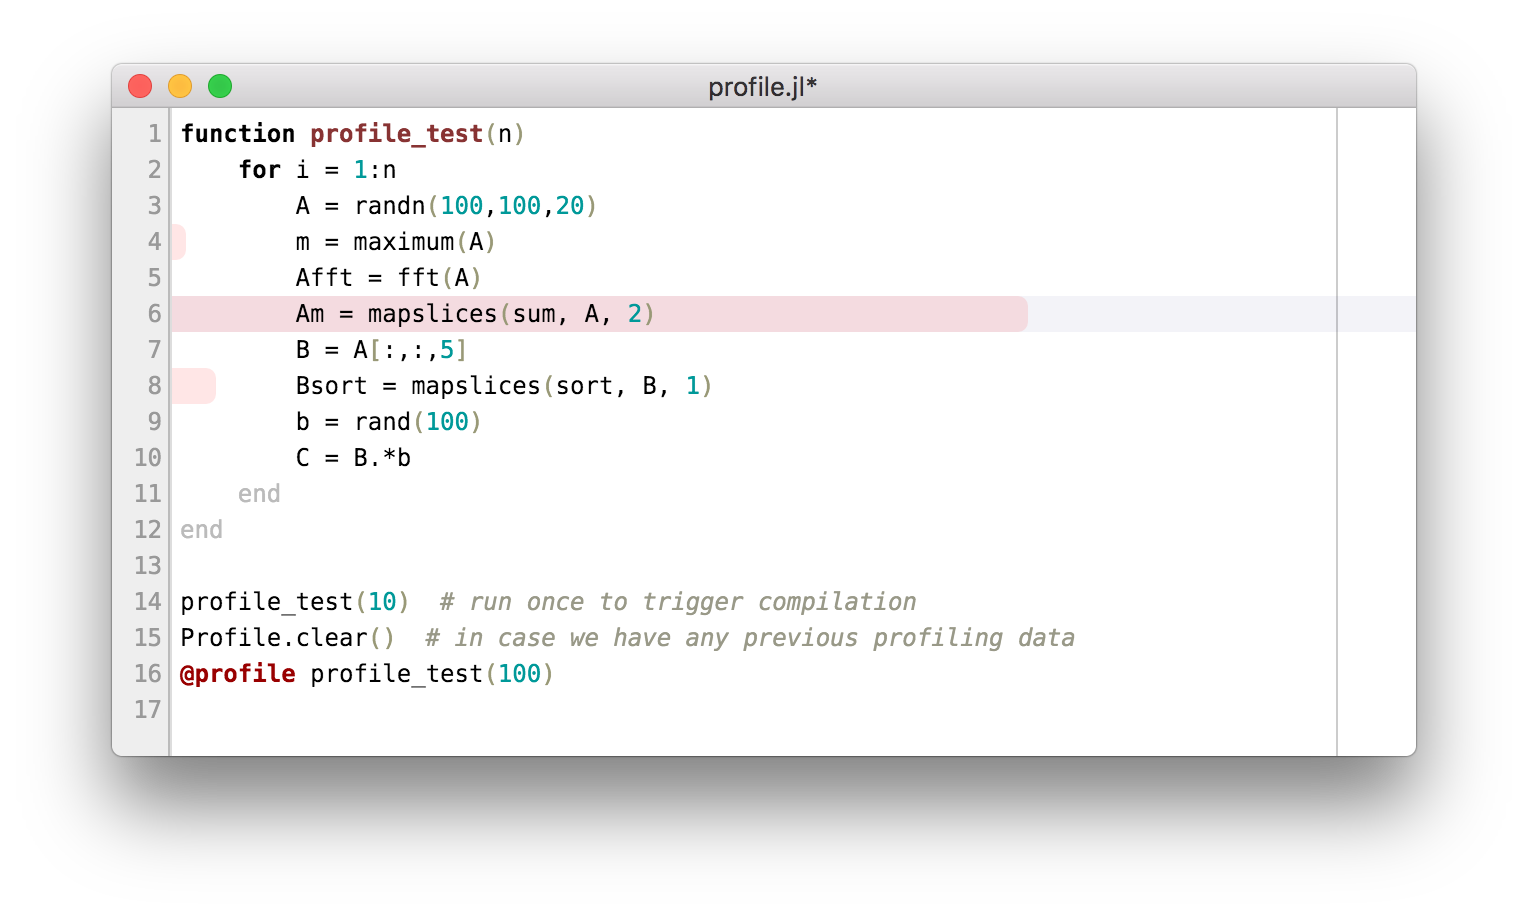 profile.jl*
1 function profile_test(n)
2     for i = 1:n
3         A = randn(100,100,20)
4         m = maximum(A)
5         Afft = fft(A)
6         Am = mapslices(sum, A, 2)
7         B = A[:,:,5]
8         Bsort = mapslices(sort, B, 1)
9         b = rand(100)
10         C = B.*b
11     end
12 end
13
14 profile_test(10)  # run once to trigger compilation
15 Profile.clear()  # in case we have any previous profiling data
16 @profile profile_test(100)
17